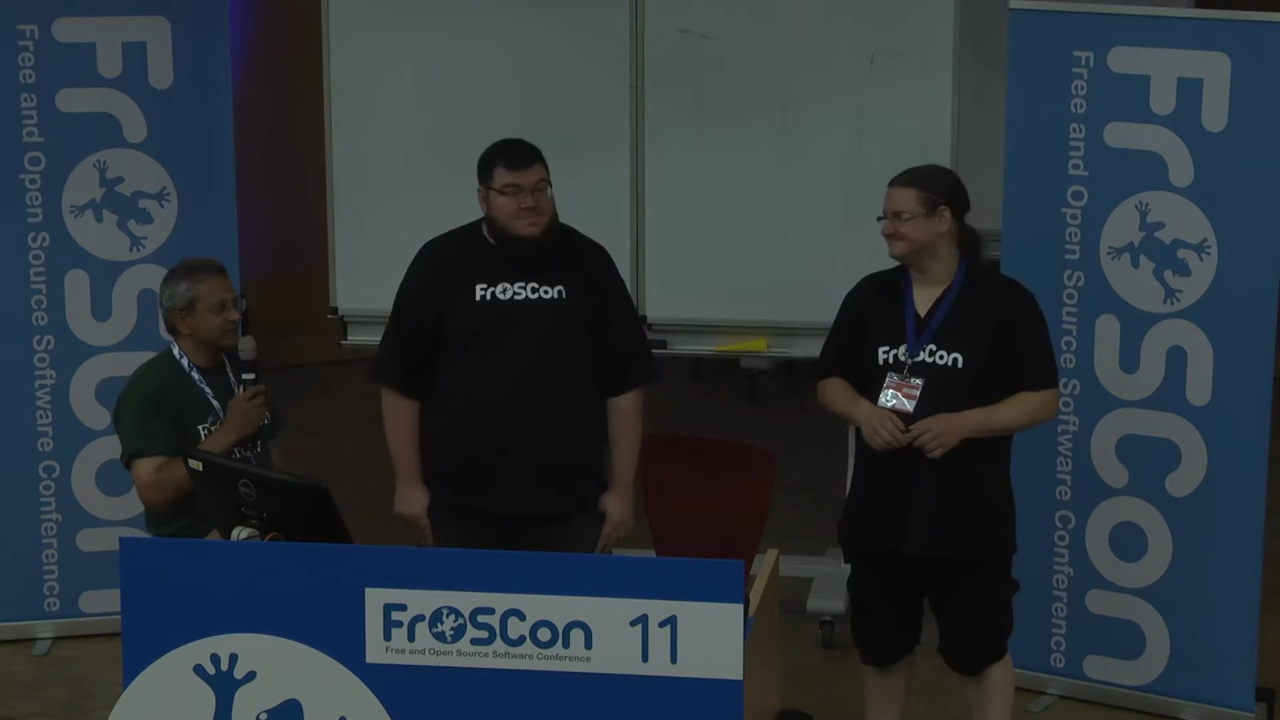 FrOSCon
Free and Open Source Software Conference
FrOSCon
FrOSCon
FrOSCon
Free and Open Source Software Conference
FrOSCon 11
Free and Open Source Software Conference
DELL